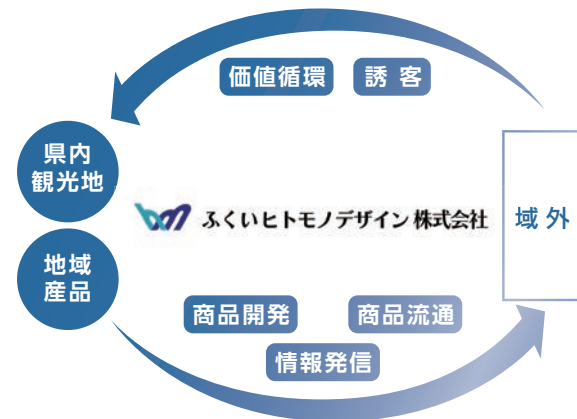 価値循環 誘客
県内
観光地
ふくいヒトモノデザイン株式会社
域外
地域
産品
商品開発 商品流通
情報発信